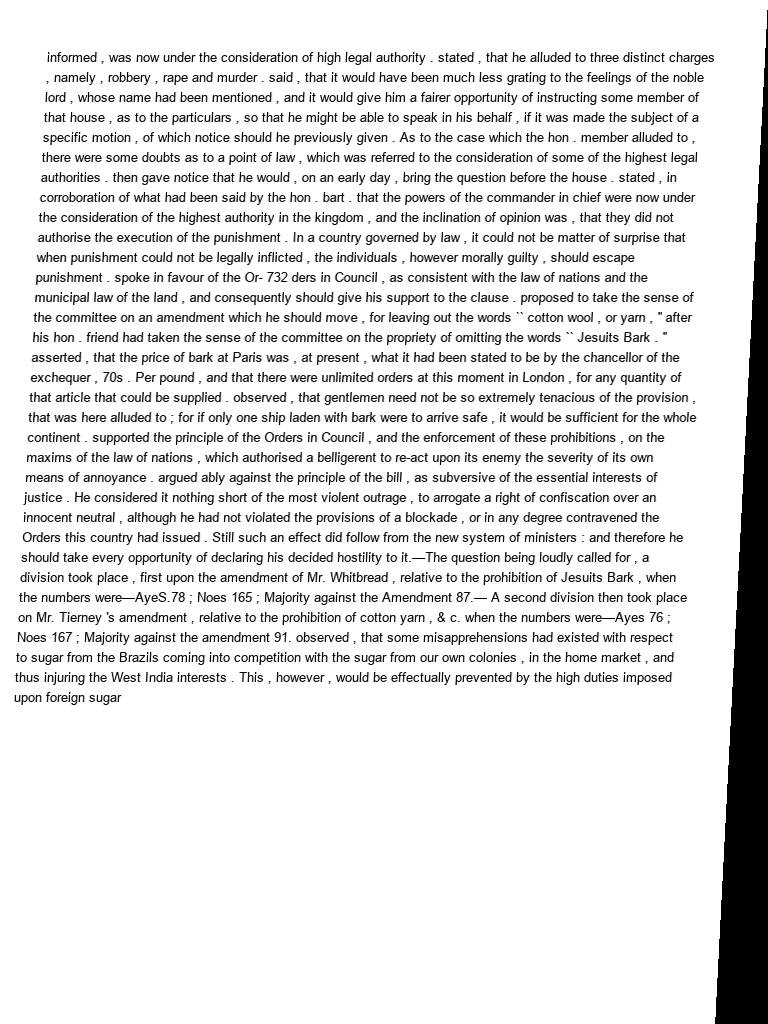 informed , was now under the consideration of high legal authority . stated , that he alluded to three distinct charges
, namely , robbery , rape and murder . said , that it would have been much less grating to the feelings of the noble
lord , whose name had been mentioned , and it would give him a fairer opportunity of instructing some member of
that house , as to the particulars , so that he might be able to speak in his behalf , if it was made the subject of a
specific motion , of which notice should he previously given . As to the case which the hon . member alluded to ,
there were some doubts as to a point of law , which was referred to the consideration of some of the highest legal
authorities . then gave notice that he would , on an early day , bring the question before the house . stated , in
corroboration of what had been said by the hon . bart . that the powers of the commander in chief were now under
the consideration of the highest authority in the kingdom , and the inclination of opinion was , that they did not
authorise the execution of the punishment . In a country governed by law , it could not be matter of surprise that
when punishment could not be legally inflicted , the individuals , however morally guilty , should escape
punishment . spoke in favour of the Or- 732 ders in Council , as consistent with the law of nations and the
municipal law of the land , and consequently should give his support to the clause . proposed to take the sense of
the committee on an amendment which he should move , for leaving out the words `` cotton wool , or yarn , " after
his hon . friend had taken the sense of the committee on the propriety of omitting the words `` Jesuits Bark . "
asserted , that the price of bark at Paris was , at present , what it had been stated to be by the chancellor of the
exchequer , 70s . Per pound , and that there were unlimited orders at this moment in London , for any quantity of
that article that could be supplied . observed , that gentlemen need not be so extremely tenacious of the provision ,
that was here alluded to ; for if only one ship laden with bark were to arrive safe , it would be sufficient for the whole
continent . supported the principle of the Orders in Council , and the enforcement of these prohibitions , on the
maxims of the law of nations , which authorised a belligerent to re-act upon its enemy the severity of its own
means of annoyance . argued ably against the principle of the bill , as subversive of the essential interests of
justice . He considered it nothing short of the most violent outrage , to arrogate a right of confiscation over an
innocent neutral , although he had not violated the provisions of a blockade , or in any degree contravened the
Orders this country had issued . Still such an effect did follow from the new system of ministers : and therefore he
should take every opportunity of declaring his decided hostility to it.—The question being loudly called for , a
division took place , first upon the amendment of Mr. Whitbread , relative to the prohibition of Jesuits Bark , when
the numbers were—AyeS.78 ; Noes 165 ; Majority against the Amendment 87.— A second division then took place
on Mr. Tierney 's amendment , relative to the prohibition of cotton yarn , & c. when the numbers were—Ayes 76 ;
Noes 167 ; Majority against the amendment 91. observed , that some misapprehensions had existed with respect
to sugar from the Brazils coming into competition with the sugar from our own colonies , in the home market , and
thus injuring the West India interests . This , however , would be effectually prevented by the high duties imposed
upon foreign sugar